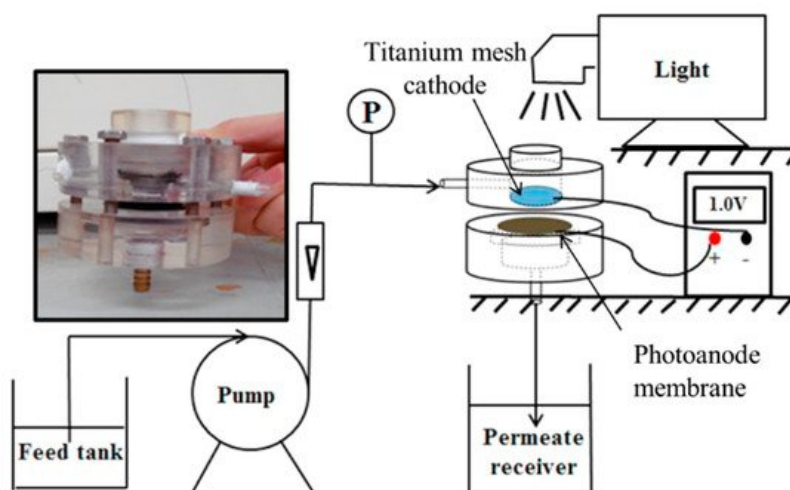 Titanium mesh
cathode
Light
P
1.0V
+ -
Photoanode
membrane
Pump
Feed tank
Permeate
receiver